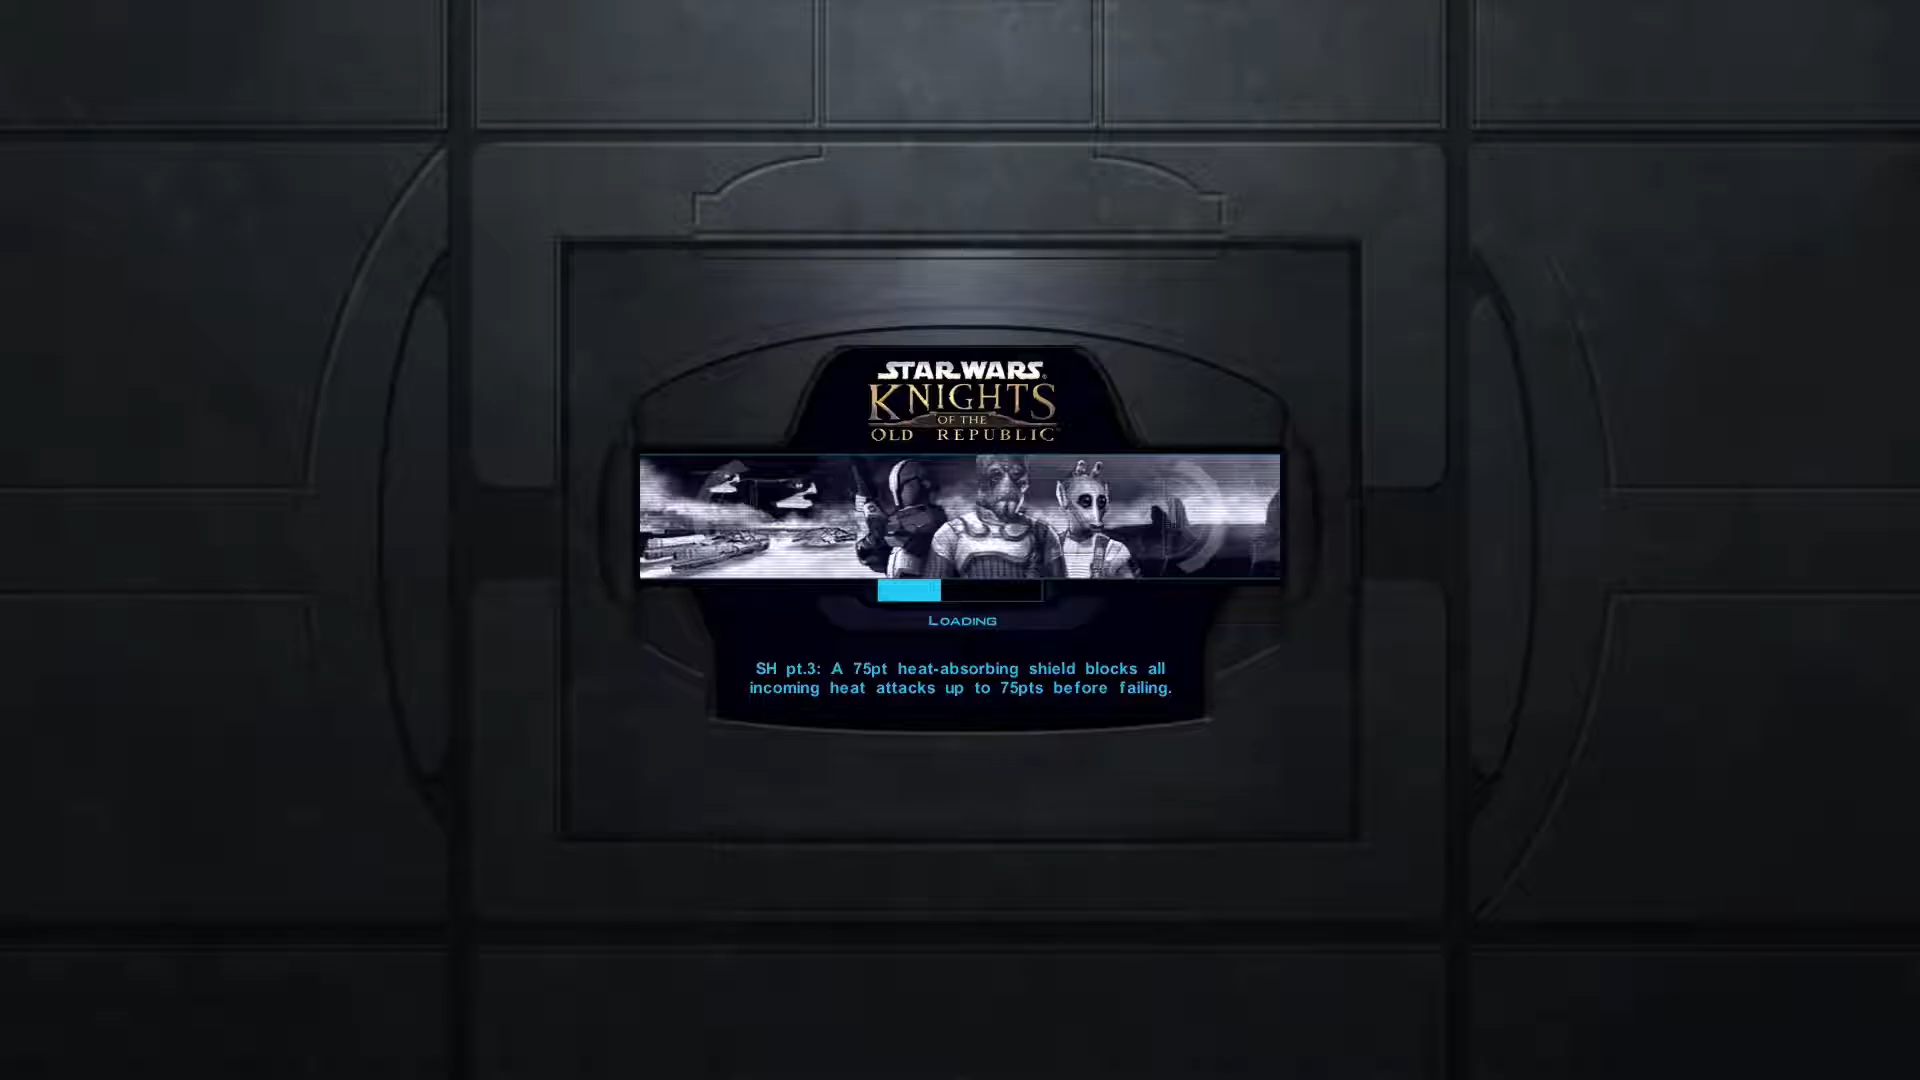 STAR WARS
KNIGHTS
OF THE
OLD REPUBLIC
LOADING
SH pt.3: A 75pt heat-absorbing shield blocks all
incoming heat attacks up to 75pts before failing.